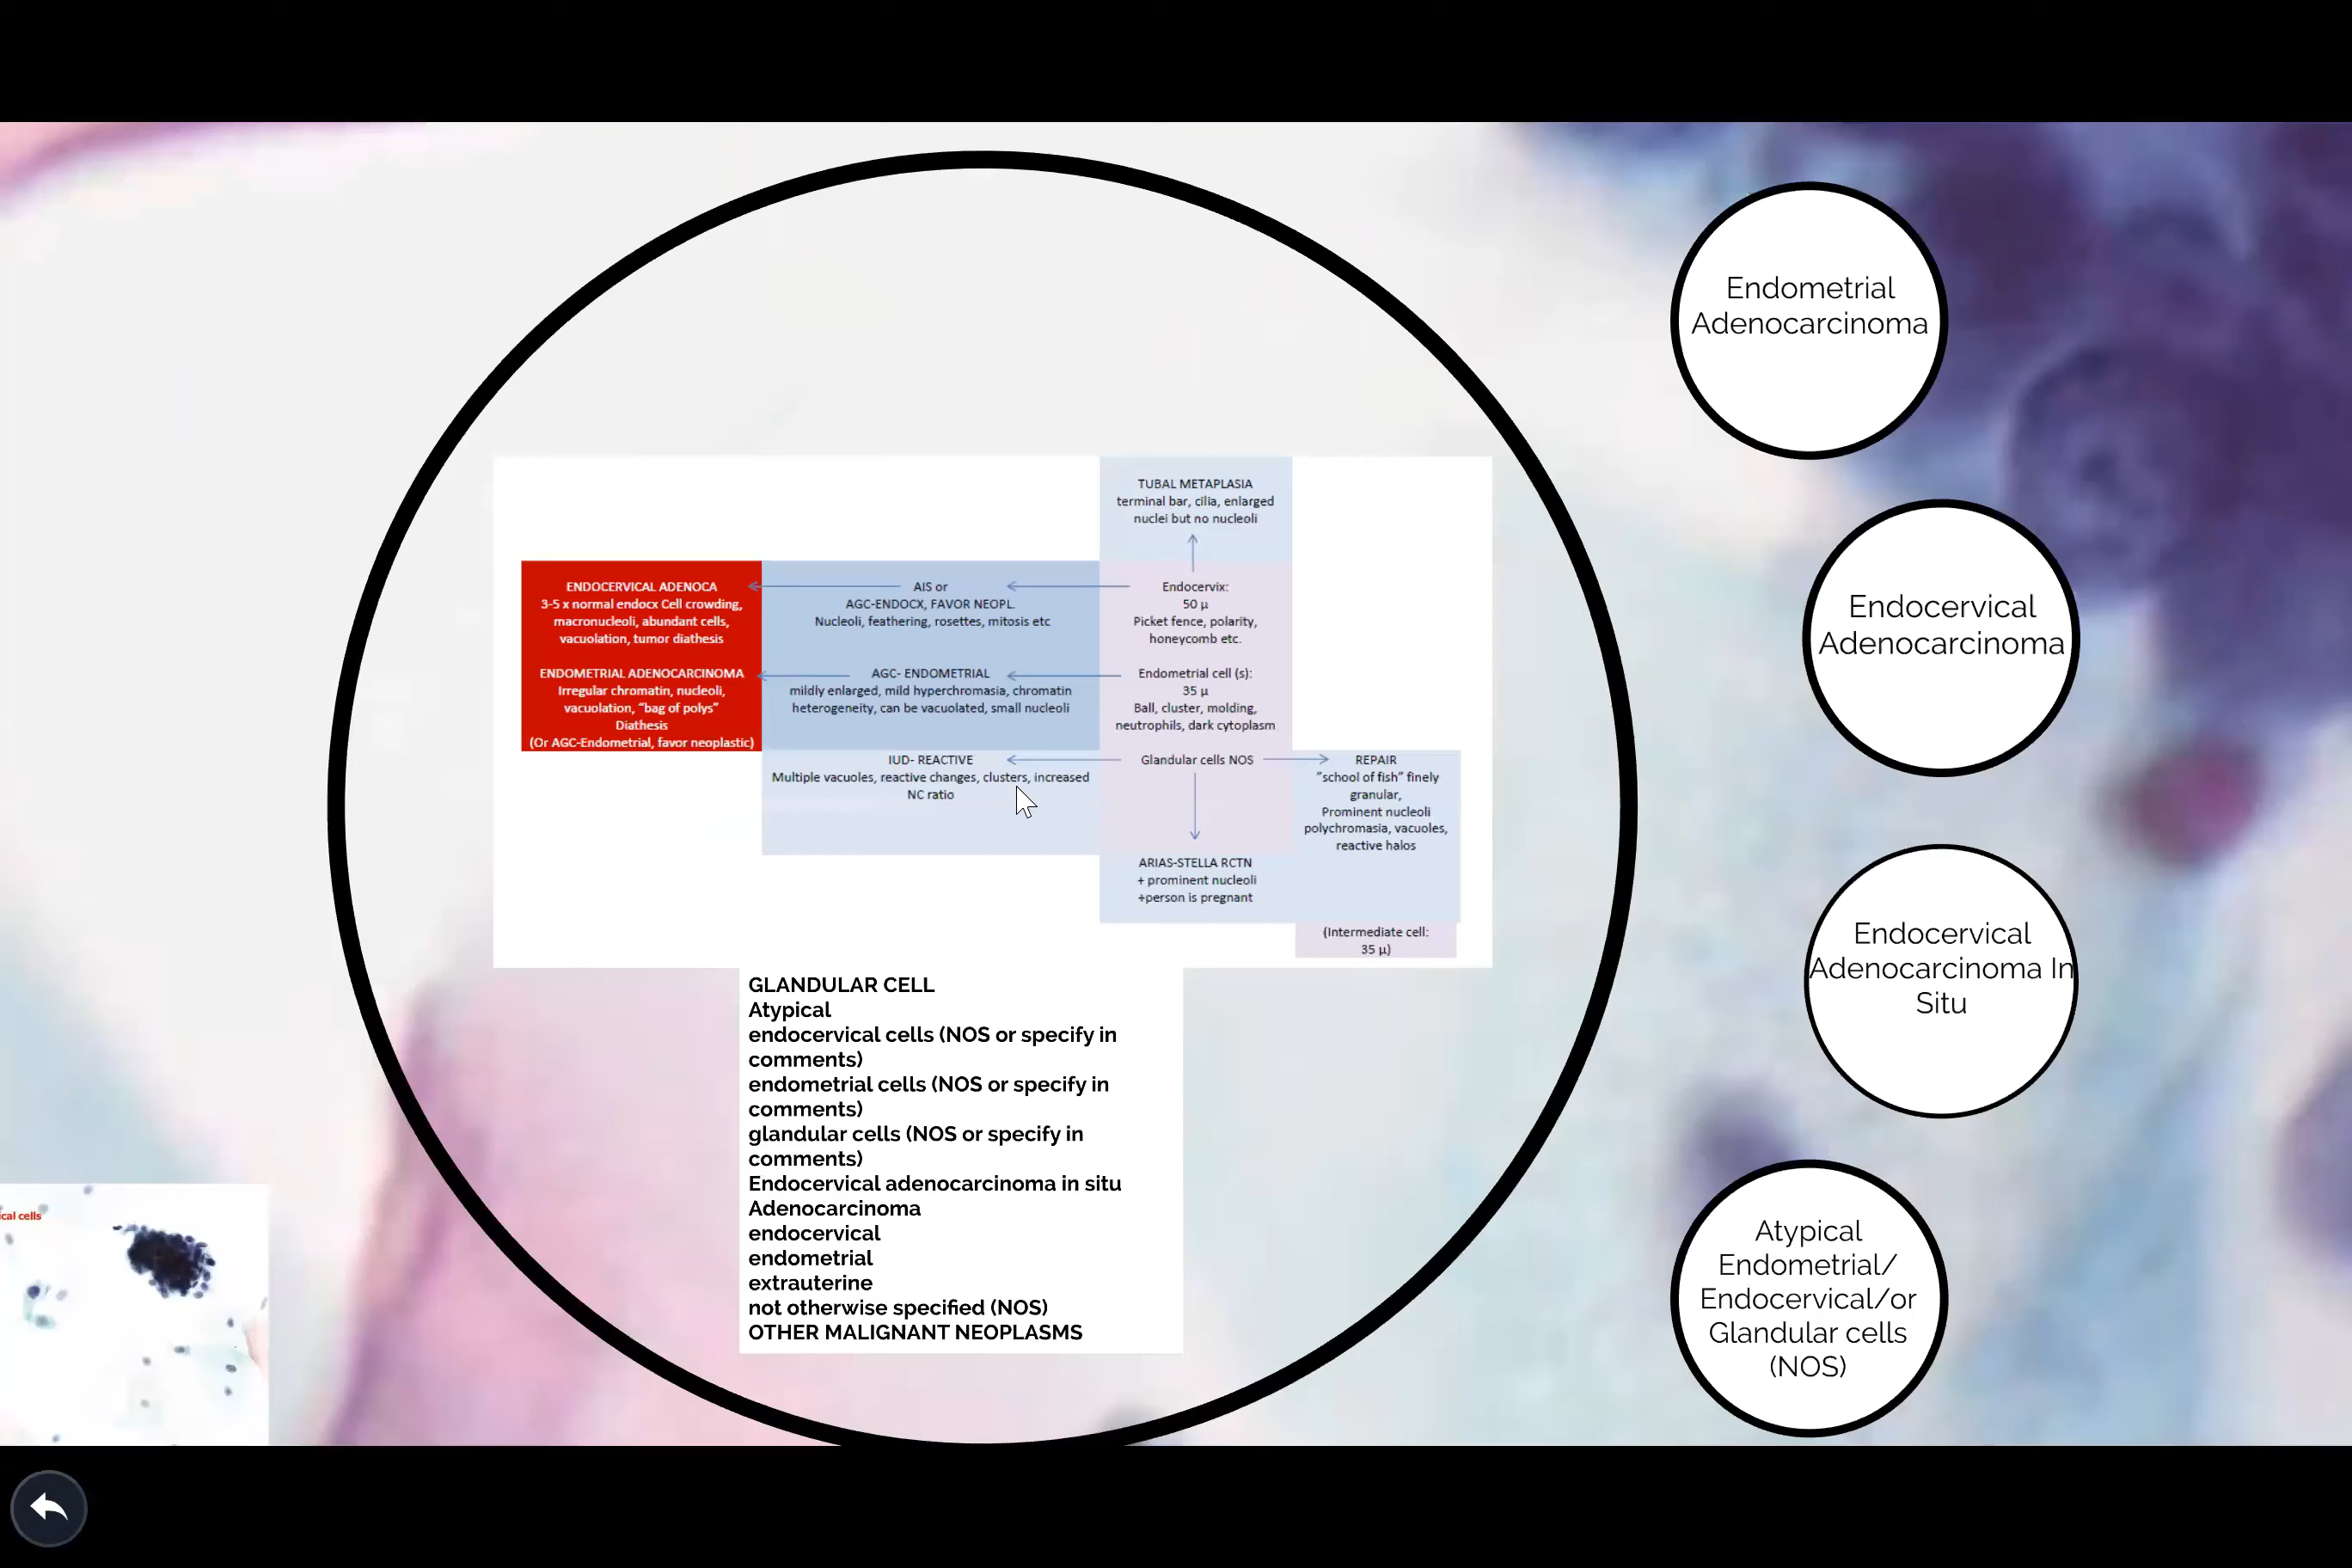 TUBAL METAPLASIA
terminal bar, cilia, enlarged
nuclei but no nucleoli
ENDOCERVICAL ADENOCA
3-5 x normal endocx Cell crowding,
macronucleoli, abundant cells,
vacuolation, tumor diathesis
ENDOMETRIAL ADENOCARCINOMA
Irregular chromatin, nucleoli,
vacuolation, “bag of polys”
Diathesis
(Or AGC-Endometrial, favor neoplastic)
AIS or
AGC-ENDOCX, FAVOR NEOPL.
Nucleoli, feathering, rosettes, mitosis etc
AGC- ENDOMETRIAL
mildly enlarged, mild hyperchromasia, chromatin
heterogeneity, can be vacuolated, small nucleoli
IUD- REACTIVE
Multiple vacuoles, reactive changes, clusters, increased
NC ratio
Endocervix:
50 µ
Picket fence, polarity,
honeycomb etc.
Endometrial cell (s):
35 µ
Ball, cluster, molding,
neutrophils, dark cytoplasm
Glandular cells NOS
ARIAS-STELLA RCTN
+ prominent nucleoli
+person is pregnant
REPAIR
”school of fish” finely
granular,
Prominent nucleoli
polychromasia, vacuoles,
reactive halos
(Intermediate cell:
35 µ)
GLANDULAR CELL
Atypical
endocervical cells (NOS or specify in
comments)
endometrial cells (NOS or specify in
comments)
glandular cells (NOS or specify in
comments)
Endocervical adenocarcinoma in situ
Adenocarcinoma
endocervical
endometrial
extrauterine
not otherwise specified (NOS)
OTHER MALIGNANT NEOPLASMS
Endometrial
Adenocarcinoma
Endocervical
Adenocarcinoma
Endocervical
Adenocarcinoma In
Situ
Atypical
Endometrial/
Endocervical/or
Glandular cells
(NOS)
cal cells